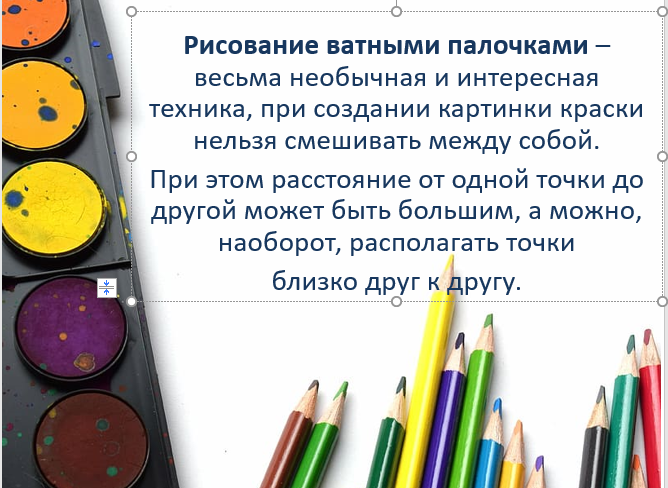 Рисование ватными палочками –
весьма необычная и интересная
техника, при создании картинки краски
нельзя смешивать между собой.
При этом расстояние от одной точки до
другой может быть большим, а можно,
наоборот, располагать точки
близко друг к другу.